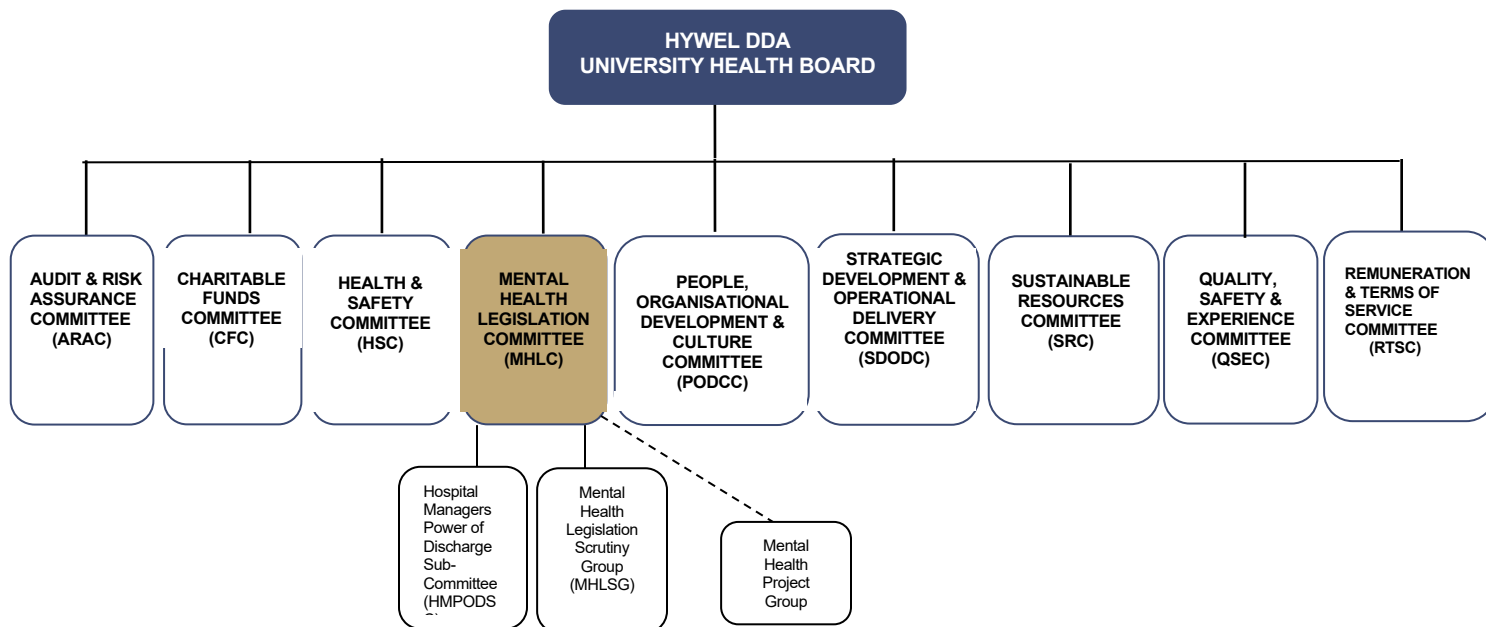 HYWEL DDA
UNIVERSITY HEALTH BOARD
AUDIT & RISK
ASSURANCE
COMMITTEE
(ARAC)
CHARITABLE
FUNDS
COMMITTEE
(CFC)
HEALTH &
SAFETY
COMMITTEE
(HSC)
MENTAL
HEALTH
LEGISLATION
COMMITTEE
(MHLC)
PEOPLE,
ORGANISATIONAL
DEVELOPMENT &
CULTURE
COMMITTEE
(PODCC)
STRATEGIC
DEVELOPMENT &
OPERATIONAL
DELIVERY
COMMITTEE
(SDODC)
SUSTAINABLE
RESOURCES
COMMITTEE
(SRC)
QUALITY,
SAFETY &
EXPERIENCE
COMMITTEE
(QSEC)
REMUNERATION
& TERMS OF
SERVICE
COMMITTEE
(RTSC)
Hospital
Managers
Power of
Discharge
Sub-
Committee
(HMPODS
Mental
Health
Legislation
Scrutiny
Group
(MHLSG)
Mental
Health
Project
Group